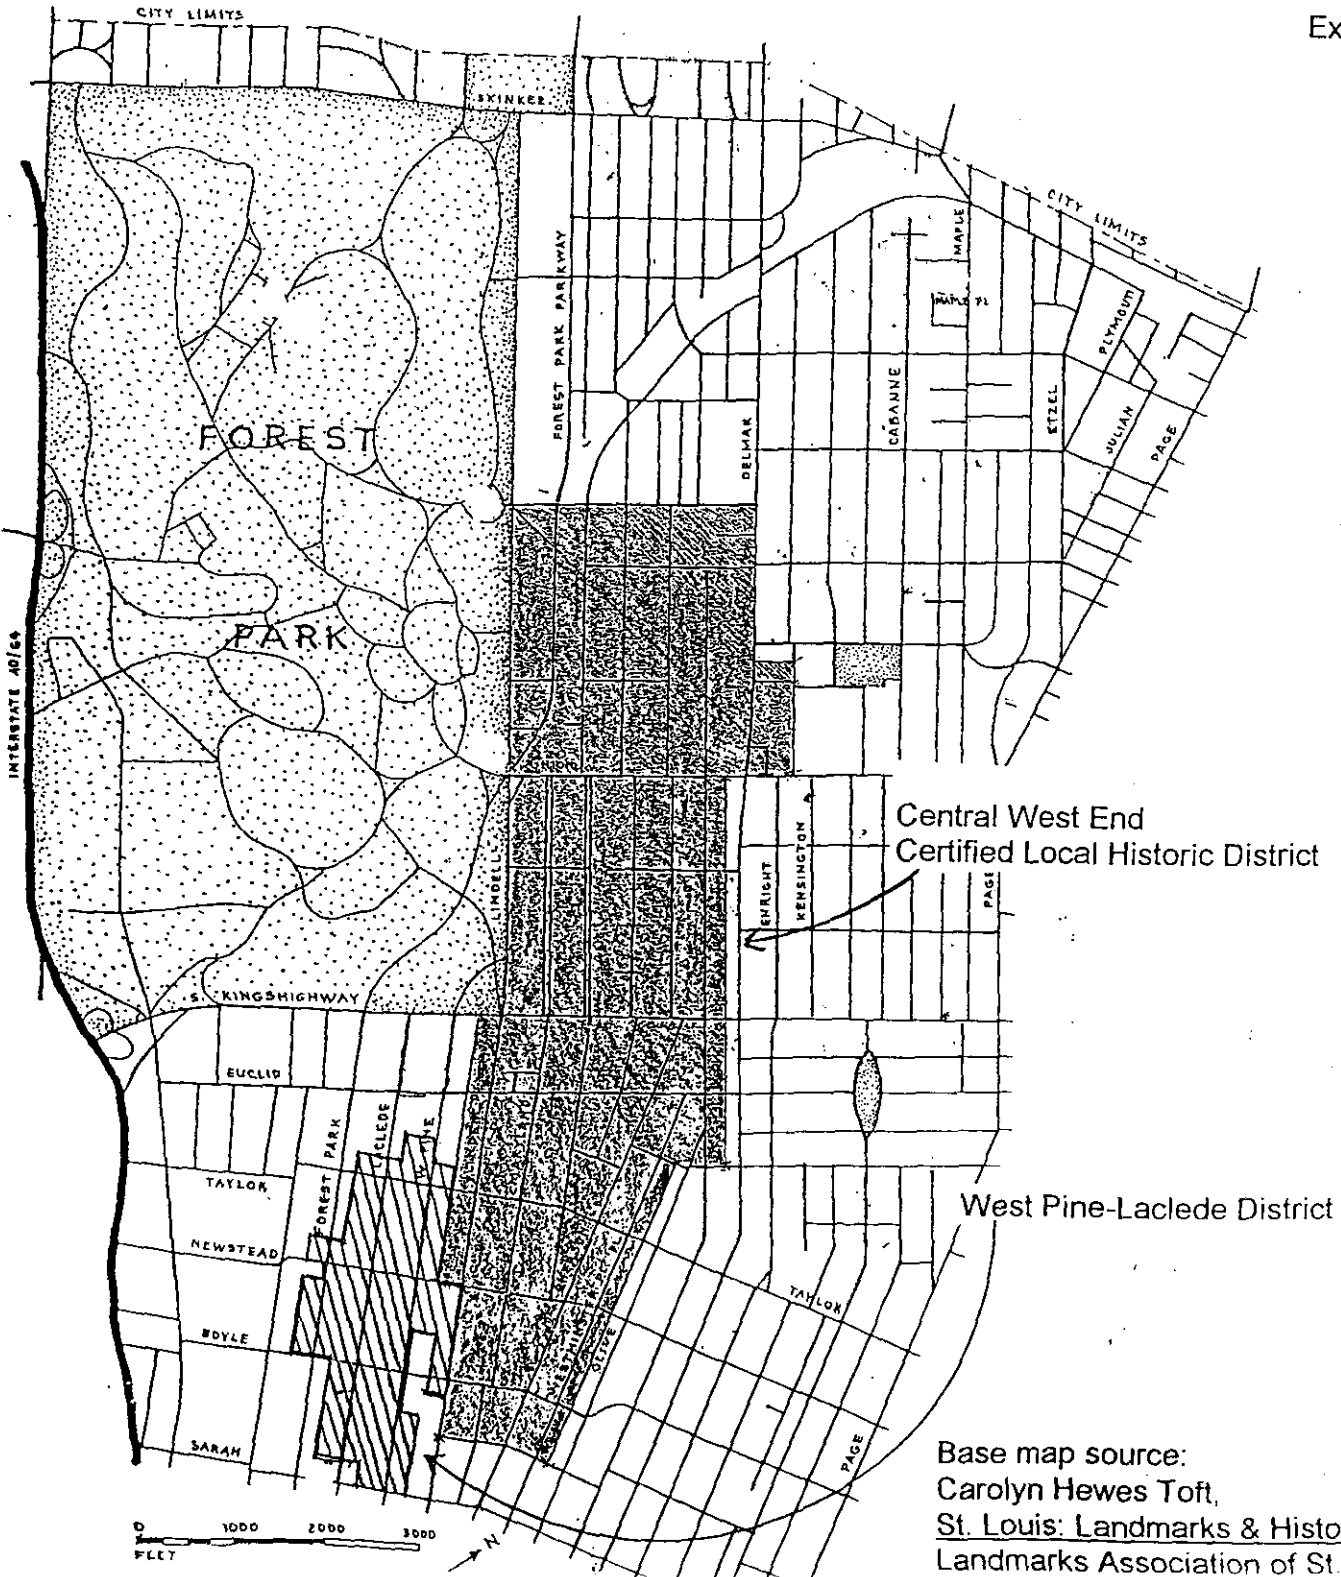 CITY LIMITS
Ex
SKINKER
CITY LIMITS
MAPLE
MAPLE PL
PLYMOUTH
FOREST PARK PARKWAY
DELMAR
CABANNE
ETZEL
JULIAN
PAGE
FOREST
PARK
INTERSTATE 40/64
Central West End
Certified Local Historic District
LINDELL
ENRIGHT
KENSINGTON
PAGE
S. KINGSHIGHWAY
EUCLID
FOREST PARK
LACLEDE
W. PINE
TAYLOR
West Pine-Laclede District
NEWSTEAD
WESTMINSTER PL
OLIVE
TAYLOR
BOYLE
SARAH
PAGE
Base map source:
Carolyn Hewes Toft,
St. Louis: Landmarks & Histo
Landmarks Association of St.
0 1000 2000 3000
FEET
N